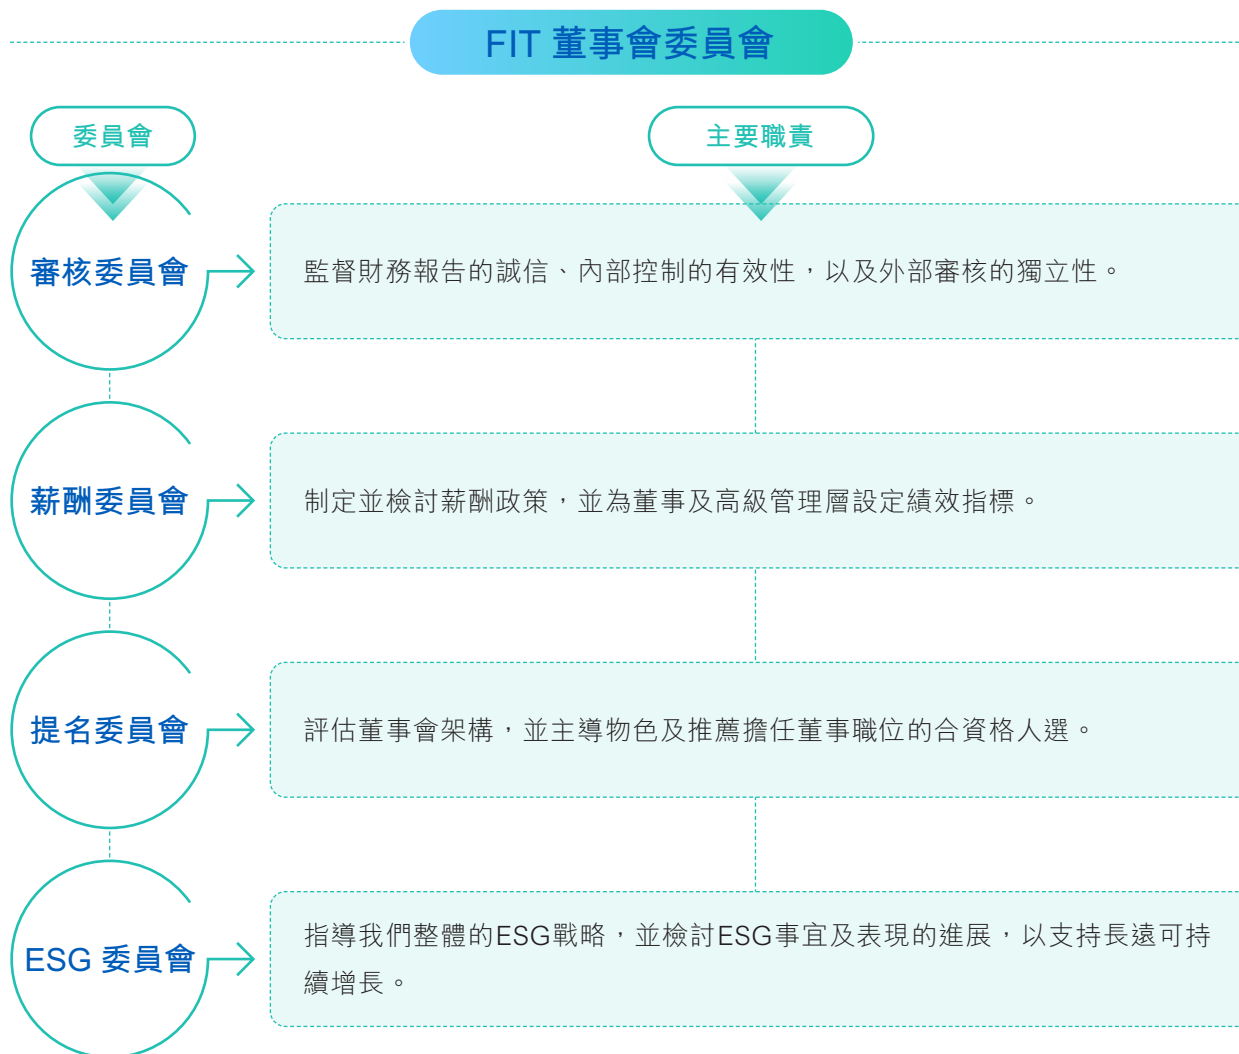 FIT 董事會委員會
委員會
主要職責
審核委員會
監督財務報告的誠信、內部控制的有效性，以及外部審核的獨立性。
薪酬委員會
制定並檢討薪酬政策，並為董事及高級管理層設定績效指標。
提名委員會
評估董事會架構，並主導物色及推薦擔任董事職位的合資格人選。
ESG 委員會
指導我們整體的ESG戰略，並檢討ESG事宜及表現的進展，以支持長遠可持
續增長。